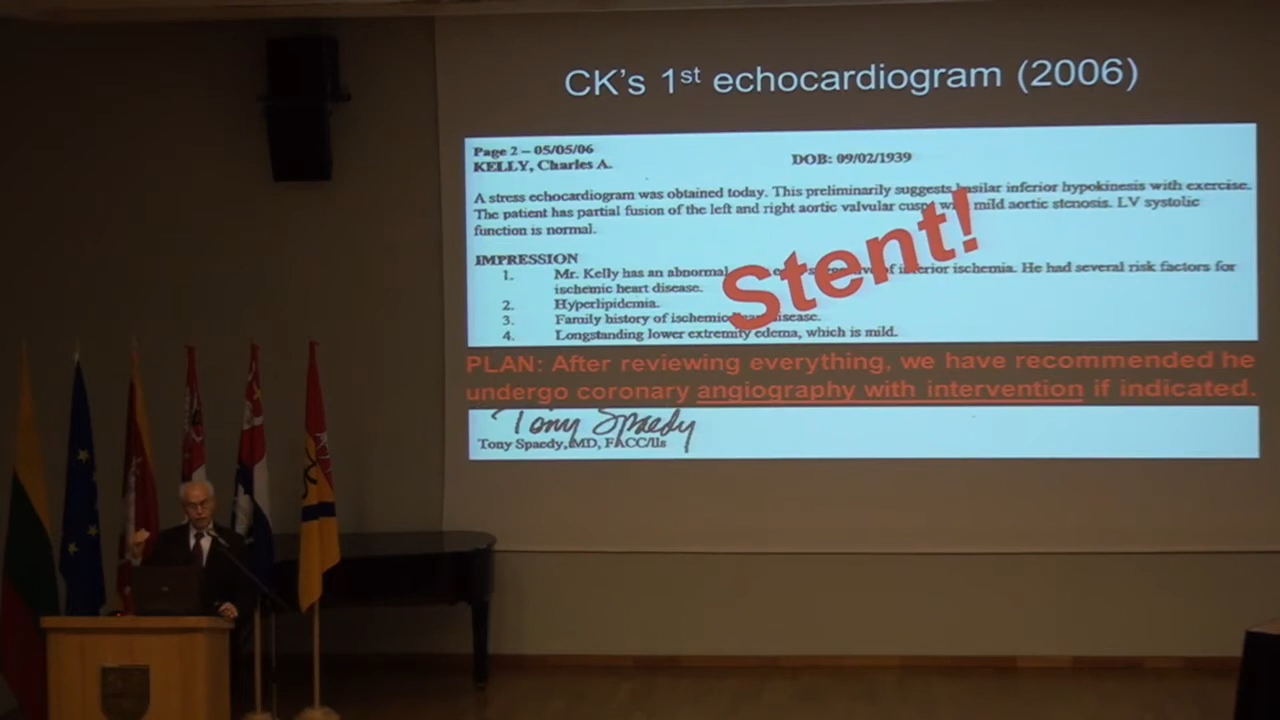 CK's 1st echocardiogram (2006)
Page 2 – 05/05/06
KELLY, Charles A.
DOB: 09/02/1939
A stress echocardiogram was obtained today. This preliminarily suggests basilar inferior hypokinesis with exercise.
The patient has partial fusion of the left and right aortic valvular cusps with mild aortic stenosis. LV systolic
function is normal.
Stent!
IMPRESSION
1. Mr. Kelly has an abnormal of inferior ischemia. He had several risk factors for
ischemic heart disease.
2. Hyperlipidemia.
3. Family history of ischemic heart disease.
4. Longstanding lower extremity edema, which is mild.
PLAN: After reviewing everything, we have recommended he
undergo coronary angiography with intervention if indicated.
Tony Spaedy
Tony Spaedy, MD, FACC/lls